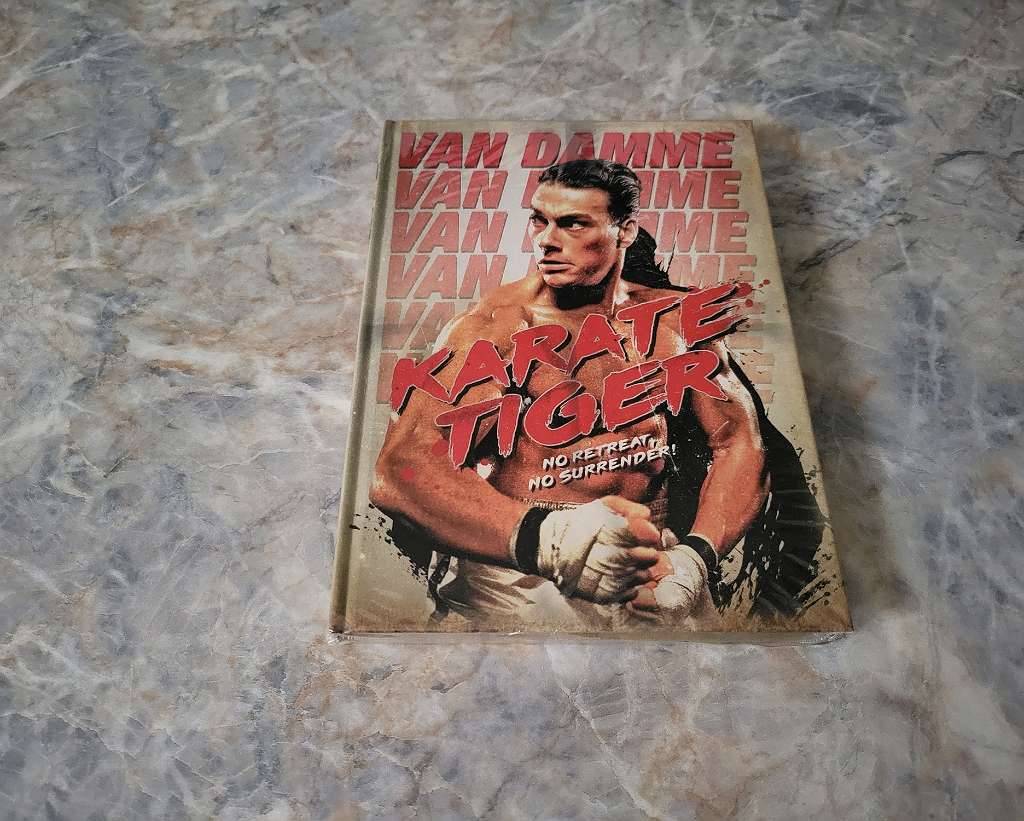 VAN DAMME
VAN DAMME
VAN DAMME
VAN DAMME
KARATE
TIGER
NO RETREAT,
NO SURRENDER!